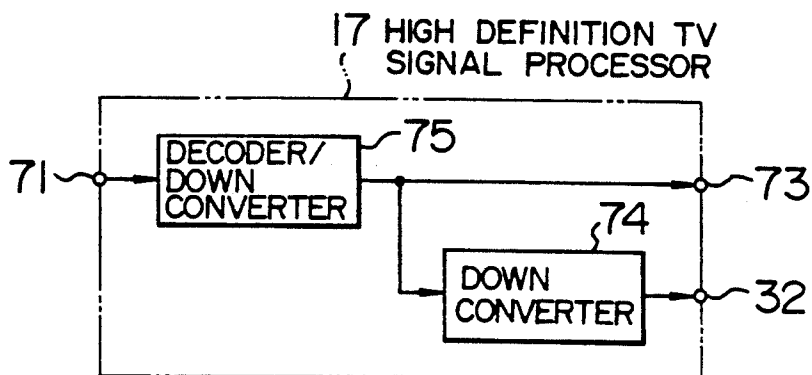 17 HIGH DEFINITION TV
SIGNAL PROCESSOR
75
DECODER/
DOWN
CONVERTER
71
73
74
DOWN
CONVERTER
32